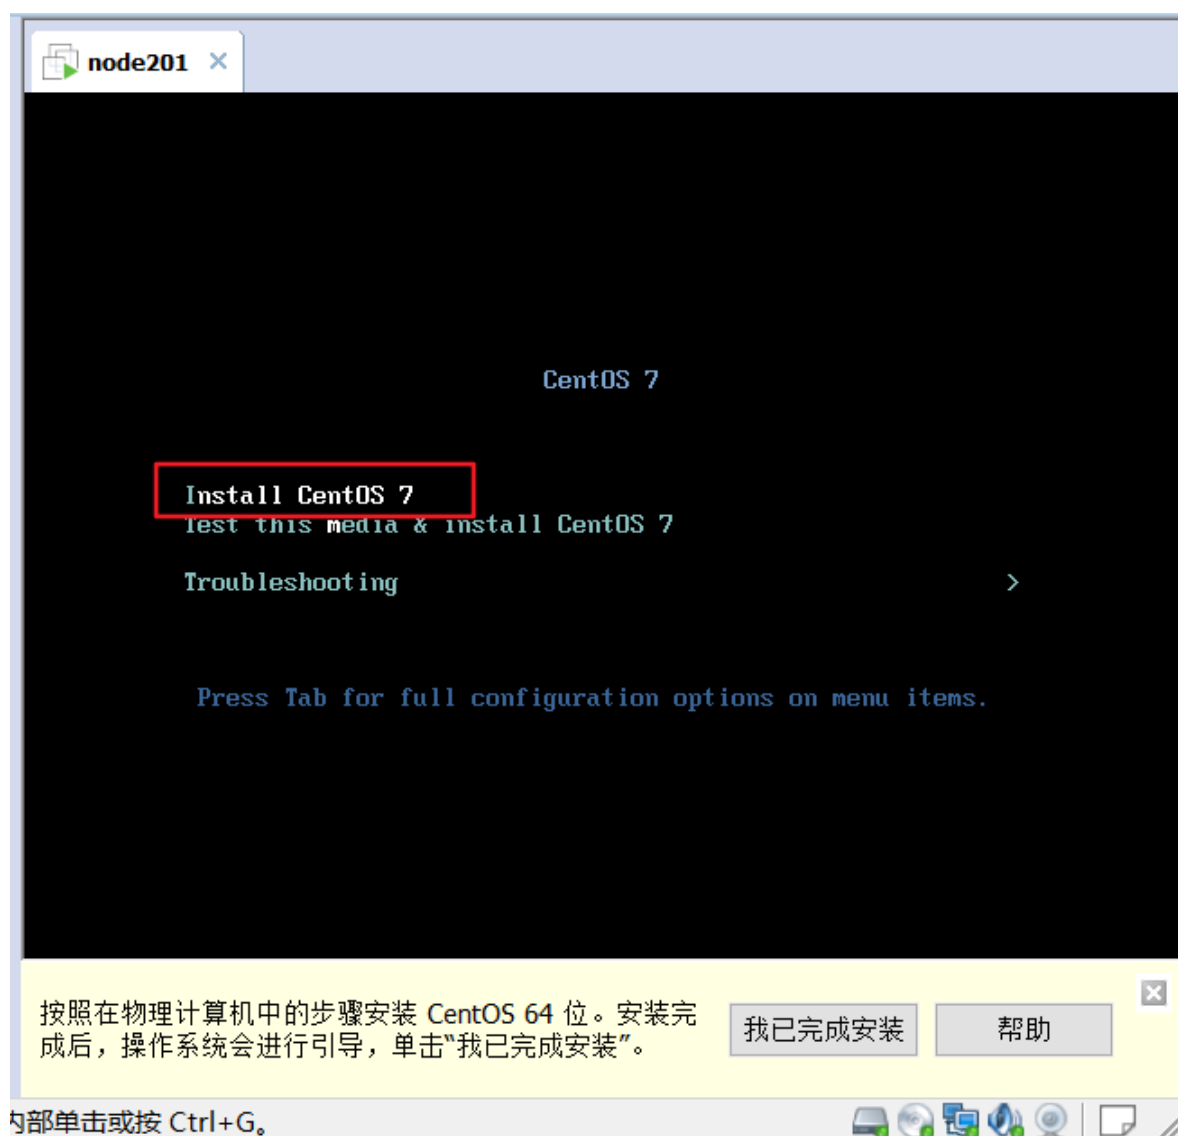 node201
CentOS 7
Install CentOS 7
Test this media & install CentOS 7
Troubleshooting >
Press Tab for full configuration options on menu items.
按照在物理计算机中的步骤安装 CentOS 64 位。安装完
成后，操作系统会进行引导，单击“我已完成安装”。
我已完成安装
帮助
内部单击或按 Ctrl+G。